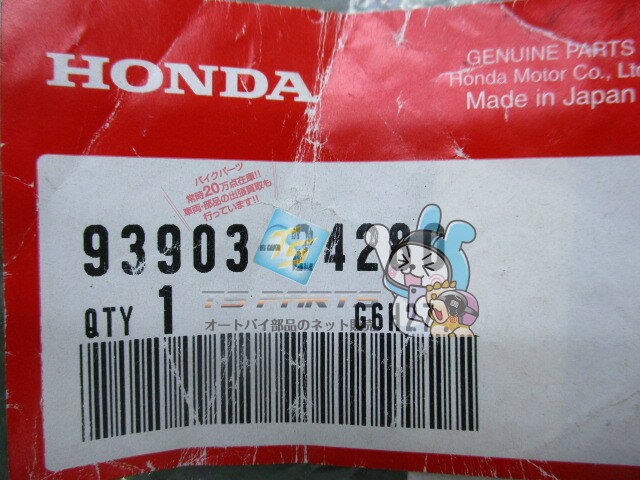 HONDA
GENUINE PARTS
Honda Motor Co., Lt
Made in Japan
バイクパーツ
常時20万点在庫!!
車両・部品の出張買取も
行っています!!
93903
QTY 1
TS PARTS
オートバイ部品のネット